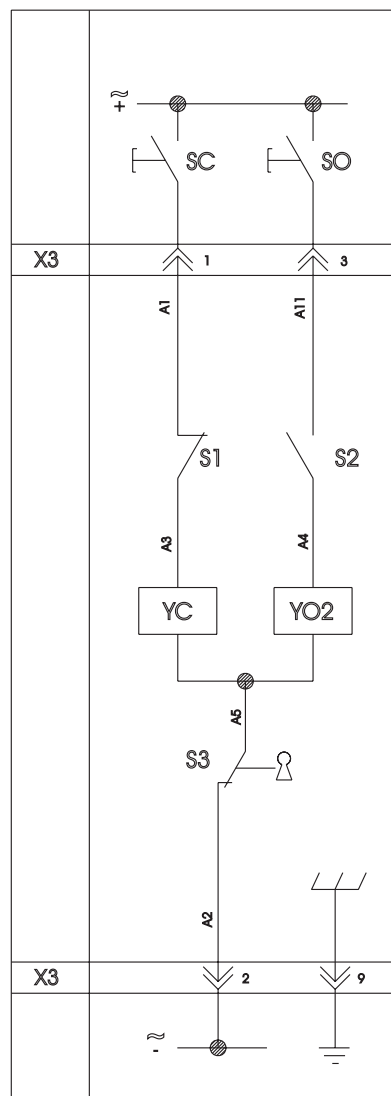 ≂
+
SC SO
X3 1 3
A1 A11
S1 S2
A3 A4
YC YO2
A5
S3
A2
X3 2 9
≂
-